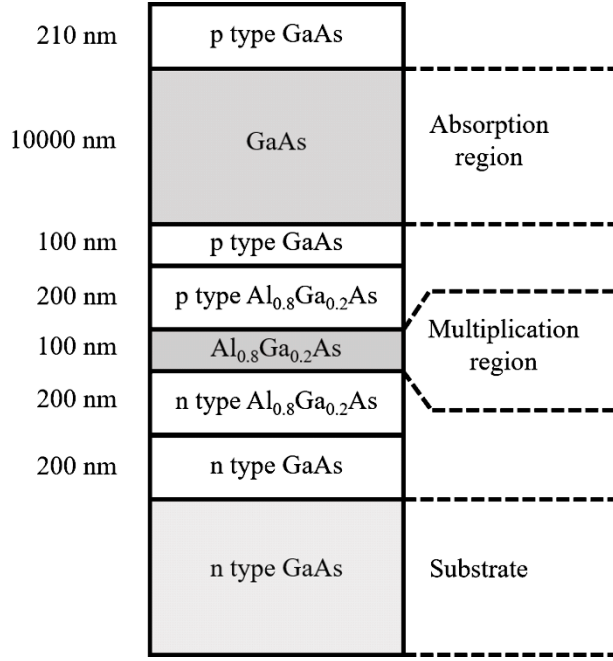 210 nm
p type GaAs
10000 nm
GaAs
Absorption
region
100 nm
p type GaAs
200 nm
p type Al₀.₈Ga₀.₂As
100 nm
Al₀.₈Ga₀.₂As
Multiplication
region
200 nm
n type Al₀.₈Ga₀.₂As
200 nm
n type GaAs
n type GaAs
Substrate